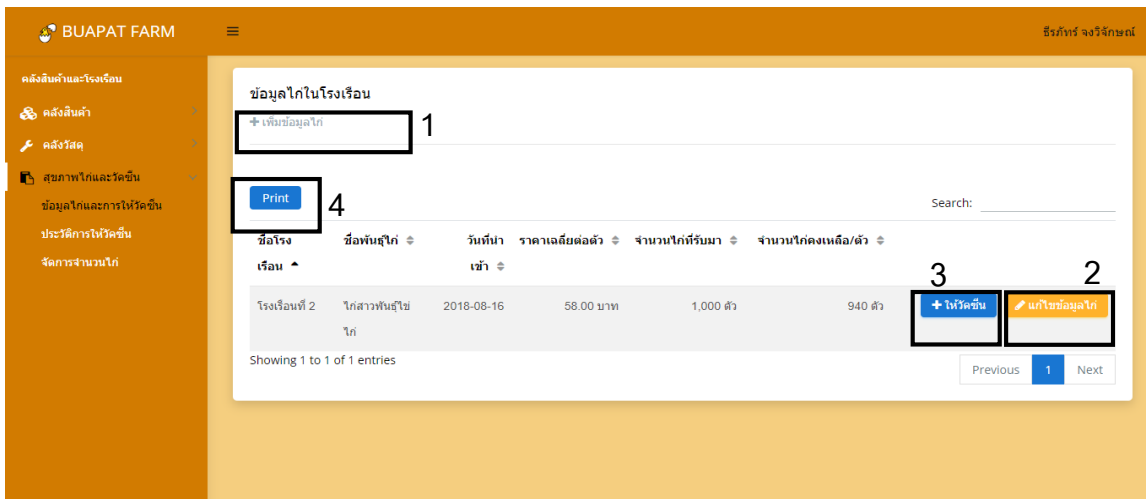 BUAPAT FARM
ธีรภัทร์ จงวิจักษณ์
คลังสินค้าและโรงเรือน
คลังสินค้า
คลังวัสดุ
สุขภาพไก่และวัคซีน
ข้อมูลไก่และการให้วัคซีน
ประวัติการให้วัคซีน
จัดการจำนวนไก่
ข้อมูลไก่ในโรงเรือน
+ เพิ่มข้อมูลไก่
1
Print
4
Search:
ชื่อโรง ชื่อพันธุ์ไก่ วันที่นำ ราคาเฉลี่ยต่อตัว จำนวนไก่ที่รับมา จำนวนไก่คงเหลือ/ตัว
เรือน เข้า
3 2
โรงเรือนที่ 2 ไก่สาวพันธุ์ไข่ 2018-08-16 58.00 บาท 1,000 ตัว 940 ตัว + ให้วัคซีน แก้ไขข้อมูลไก่
ไก่
Showing 1 to 1 of 1 entries
Previous 1 Next